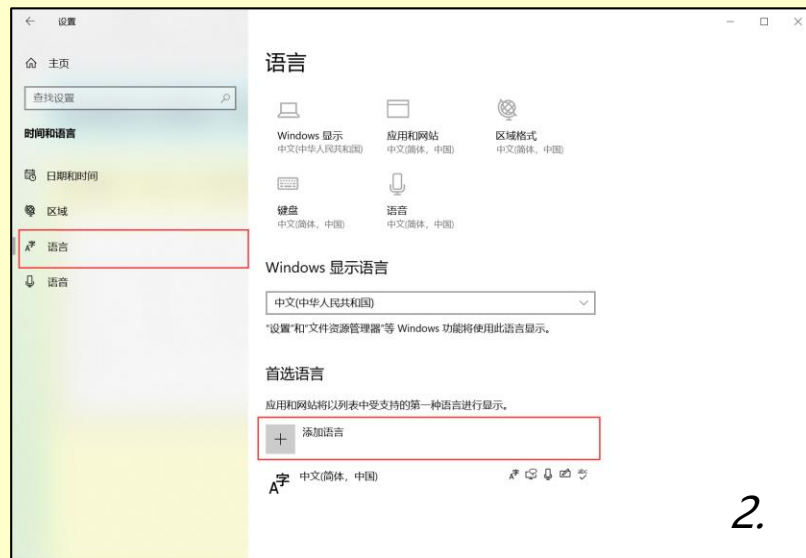 设置
主页
查找设置
时间和语言
日期和时间
区域
语言
语音
语言
Windows 显示
中文(中华人民共和国)
应用和网站
中文(简体，中国)
区域格式
中文(简体，中国)
键盘
中文(简体，中国)
语音
中文(简体，中国)
Windows 显示语言
中文(中华人民共和国)
"设置"和"文件资源管理器"等 Windows 功能将使用此语言显示。
首选语言
应用和网站将以列表中受支持的第一种语言进行显示。
添加语言
中文(简体，中国)
2.